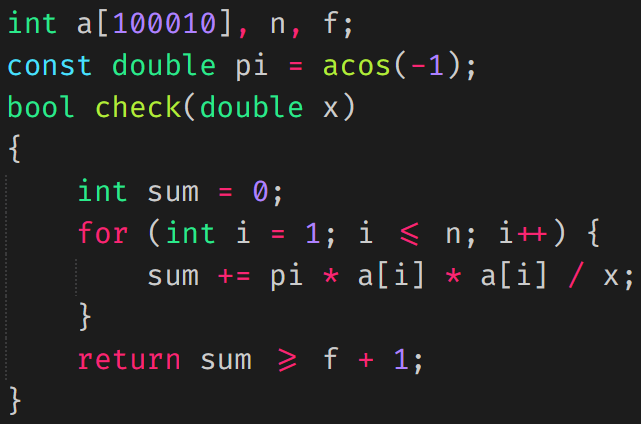 int a[100010], n, f;
const double pi = acos(-1);
bool check(double x)
{
    int sum = 0;
    for (int i = 1; i <= n; i++) {
        sum += pi * a[i] * a[i] / x;
    }
    return sum >= f + 1;
}